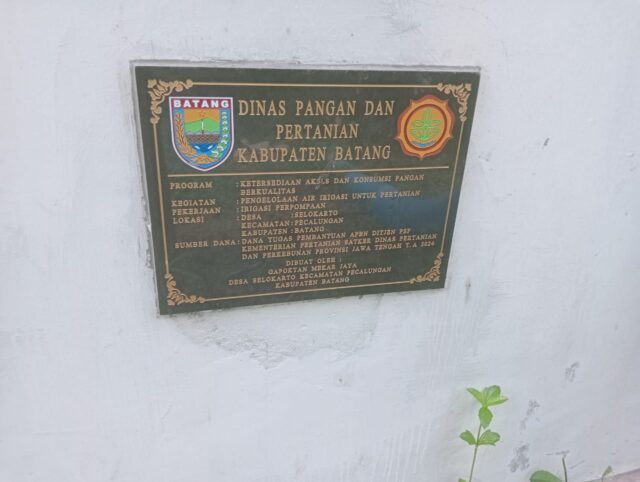 BATANG
DINAS PANGAN DAN
PERTANIAN
KABUPATEN BATANG
PROGRAM : KETERSEDIAAN AKSES DAN KONSUMSI PANGAN
BERKUALITAS
KEGIATAN : PENGELOLAAN AIR IRIGASI UNTUK PERTANIAN
PEKERJAAN : IRIGASI PERPOMPAAN
LOKASI : DESA : SELOKARTO
KECAMATAN : PECALUNGAN
KABUPATEN : BATANG
SUMBER DANA : DANA TUGAS PEMBANTUAN APBN DITJEN PSP
KEMENTERIAN PERTANIAN SATKER DINAS PERTANIAN
DAN PERKEBUNAN PROVINSI JAWA TENGAH T.A 2024
DIBUAT OLEH :
GAPOKTAN MEKAR JAYA
DESA SELOKARTO KECAMATAN PECALUNGAN
KABUPATEN BATANG